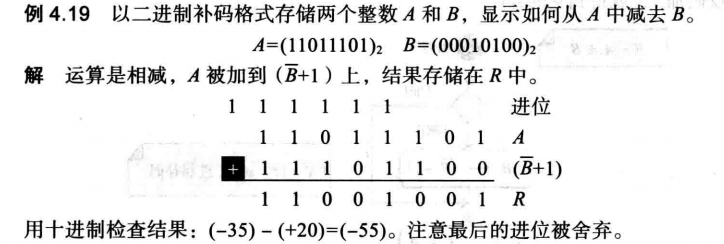 例 4.19 以二进制补码格式存储两个整数 A 和 B，显示如何从 A 中减去 B。
A=(11011101)₂ B=(00010100)₂
解 运算是相减，A 被加到（B̅+1）上，结果存储在 R 中。
1 1 1 1 1 1 进位
1 1 0 1 1 1 0 1 A
+ 1 1 1 0 1 1 0 0 (B̅+1)
1 1 0 0 1 0 0 1 R
用十进制检查结果：(-35) - (+20)=(-55)。注意最后的进位被舍弃。